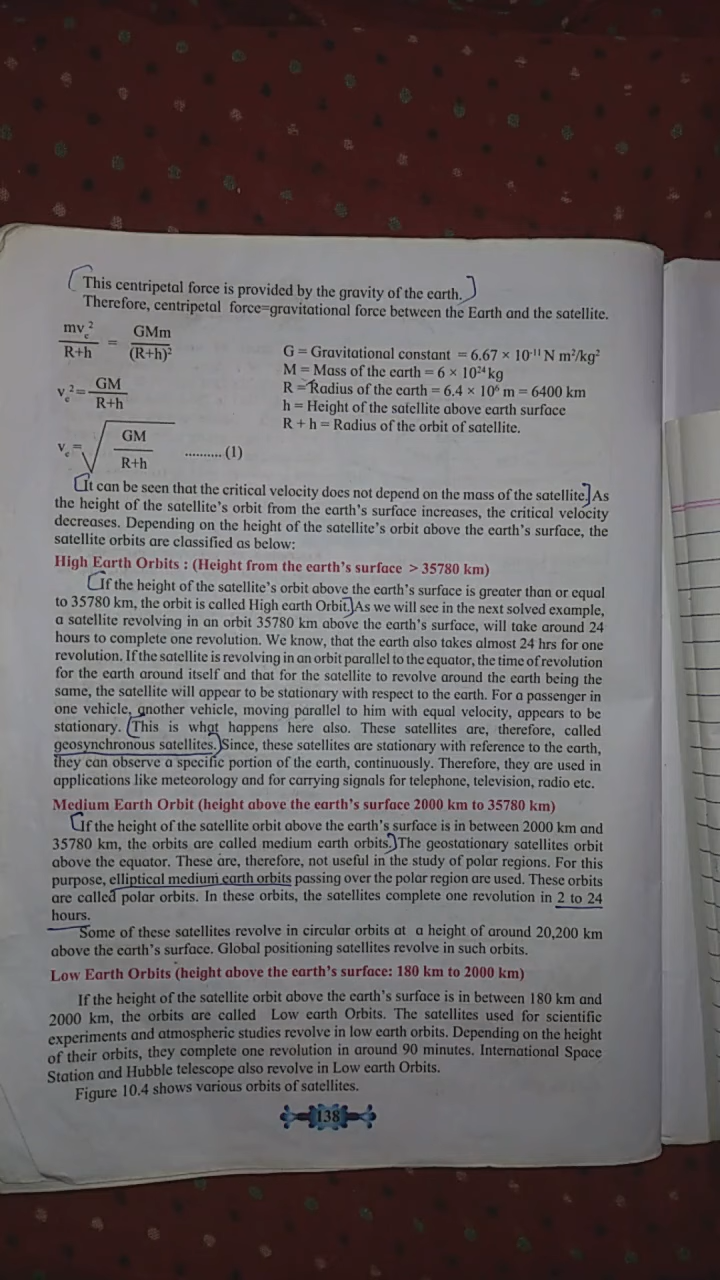 This centripetal force is provided by the gravity of the earth.
Therefore, centripetal force=gravitational force between the Earth and the satellite.
mv_c²/(R+h) = GMm/(R+h)²
G = Gravitational constant = 6.67 × 10⁻¹¹ N m²/kg²
M = Mass of the earth = 6 × 10²⁴ kg
R = Radius of the earth = 6.4 × 10⁶ m = 6400 km
h = Height of the satellite above earth surface
R + h = Radius of the orbit of satellite.
v_c² = GM/(R+h)
v_c = √(GM/(R+h)) .......... (1)
It can be seen that the critical velocity does not depend on the mass of the satellite. As
the height of the satellite's orbit from the earth's surface increases, the critical velocity
decreases. Depending on the height of the satellite's orbit above the earth's surface, the
satellite orbits are classified as below:
High Earth Orbits : (Height from the earth's surface > 35780 km)
If the height of the satellite's orbit above the earth's surface is greater than or equal
to 35780 km, the orbit is called High earth Orbit. As we will see in the next solved example,
a satellite revolving in an orbit 35780 km above the earth's surface, will take around 24
hours to complete one revolution. We know, that the earth also takes almost 24 hrs for one
revolution. If the satellite is revolving in an orbit parallel to the equator, the time of revolution
for the earth around itself and that for the satellite to revolve around the earth being the
same, the satellite will appear to be stationary with respect to the earth. For a passenger in
one vehicle, another vehicle, moving parallel to him with equal velocity, appears to be
stationary. This is what happens here also. These satellites are, therefore, called
geosynchronous satellites. Since, these satellites are stationary with reference to the earth,
they can observe a specific portion of the earth, continuously. Therefore, they are used in
applications like meteorology and for carrying signals for telephone, television, radio etc.
Medium Earth Orbit (height above the earth's surface 2000 km to 35780 km)
If the height of the satellite orbit above the earth's surface is in between 2000 km and
35780 km, the orbits are called medium earth orbits. The geostationary satellites orbit
above the equator. These are, therefore, not useful in the study of polar regions. For this
purpose, elliptical medium earth orbits passing over the polar region are used. These orbits
are called polar orbits. In these orbits, the satellites complete one revolution in 2 to 24
hours.
Some of these satellites revolve in circular orbits at a height of around 20,200 km
above the earth's surface. Global positioning satellites revolve in such orbits.
Low Earth Orbits (height above the earth's surface: 180 km to 2000 km)
If the height of the satellite orbit above the earth's surface is in between 180 km and
2000 km, the orbits are called Low earth Orbits. The satellites used for scientific
experiments and atmospheric studies revolve in low earth orbits. Depending on the height
of their orbits, they complete one revolution in around 90 minutes. International Space
Station and Hubble telescope also revolve in Low earth Orbits.
Figure 10.4 shows various orbits of satellites.
138